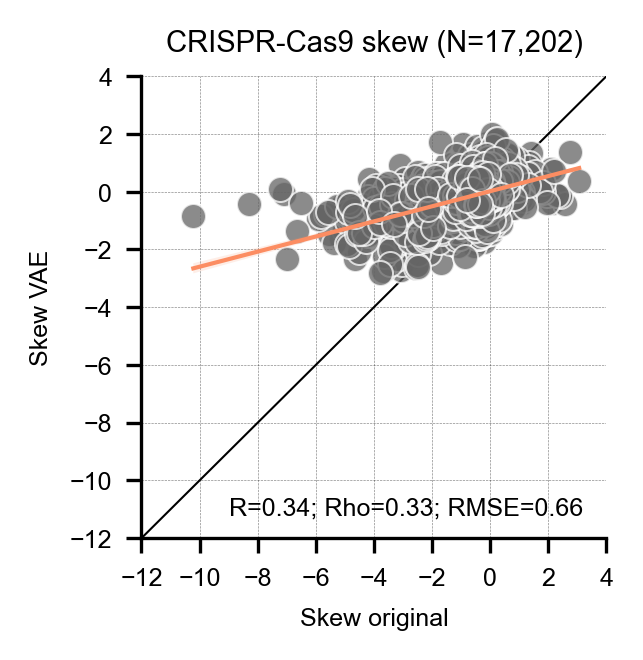 CRISPR-Cas9 skew (N=17,202)
4
2
0
−2
−4
−6
−8
−10
−12
Skew VAE
R=0.34; Rho=0.33; RMSE=0.66
−12 −10 −8 −6 −4 −2 0 2 4
Skew original